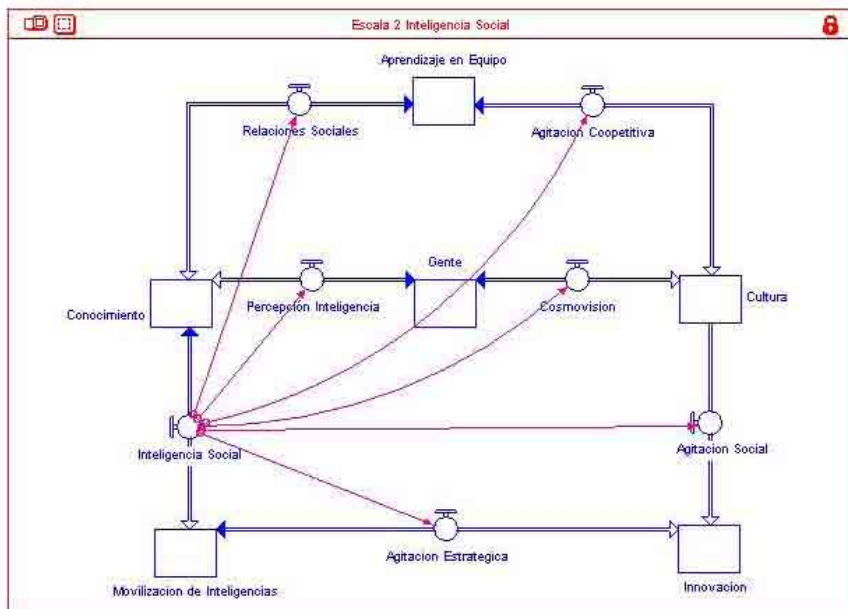 Escala 2 Inteligencia Social
Aprendizaje en Equipo
Relaciones Sociales
Agitacion Coopetitiva
Gente
Percepción Inteligencia
Cosmovision
Conocimiento
Cultura
Inteligencia Social
Agitacion Social
Agitacion Estrategica
Movilizacion de Inteligencias
Innovacion